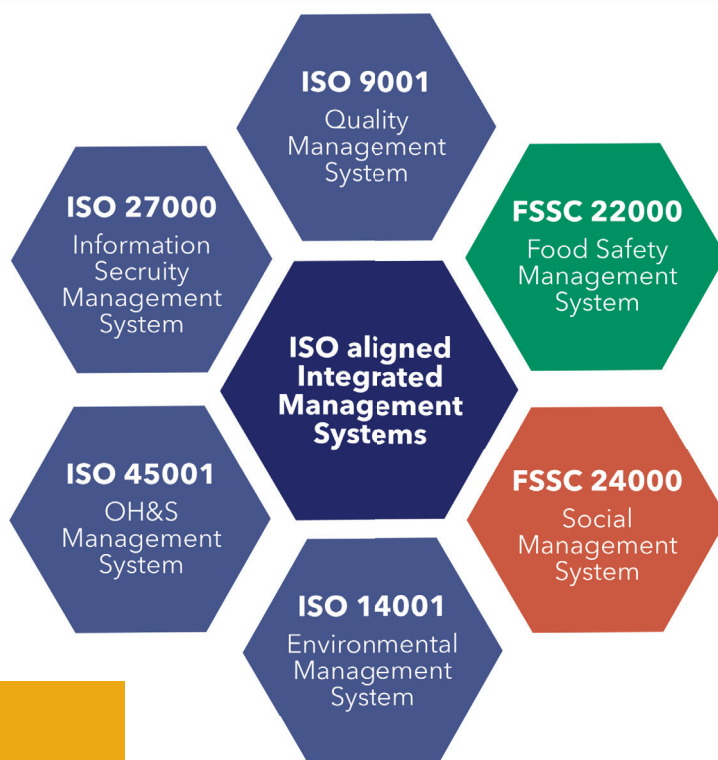 ISO 9001
Quality
Management
System
ISO 27000
Information
Secruity
Management
System
FSSC 22000
Food Safety
Management
System
ISO aligned
Integrated
Management
Systems
ISO 45001
OH&S
Management
System
FSSC 24000
Social
Management
System
ISO 14001
Environmental
Management
System